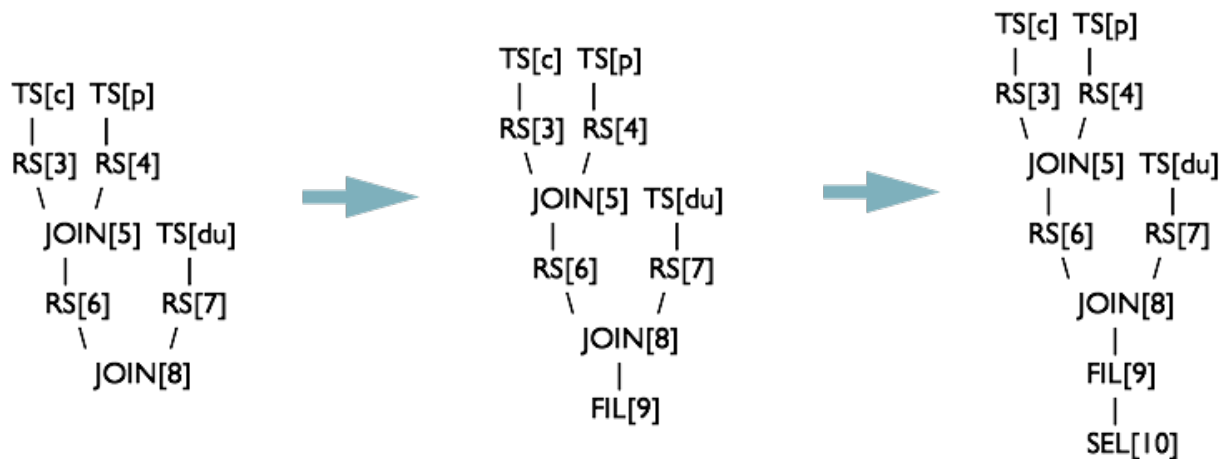 TS[c] TS[p]
RS[3] RS[4]
JOIN[5] TS[du]
RS[6] RS[7]
JOIN[8]
TS[c] TS[p]
RS[3] RS[4]
JOIN[5] TS[du]
RS[6] RS[7]
JOIN[8]
FIL[9]
TS[c] TS[p]
RS[3] RS[4]
JOIN[5] TS[du]
RS[6] RS[7]
JOIN[8]
FIL[9]
SEL[10]